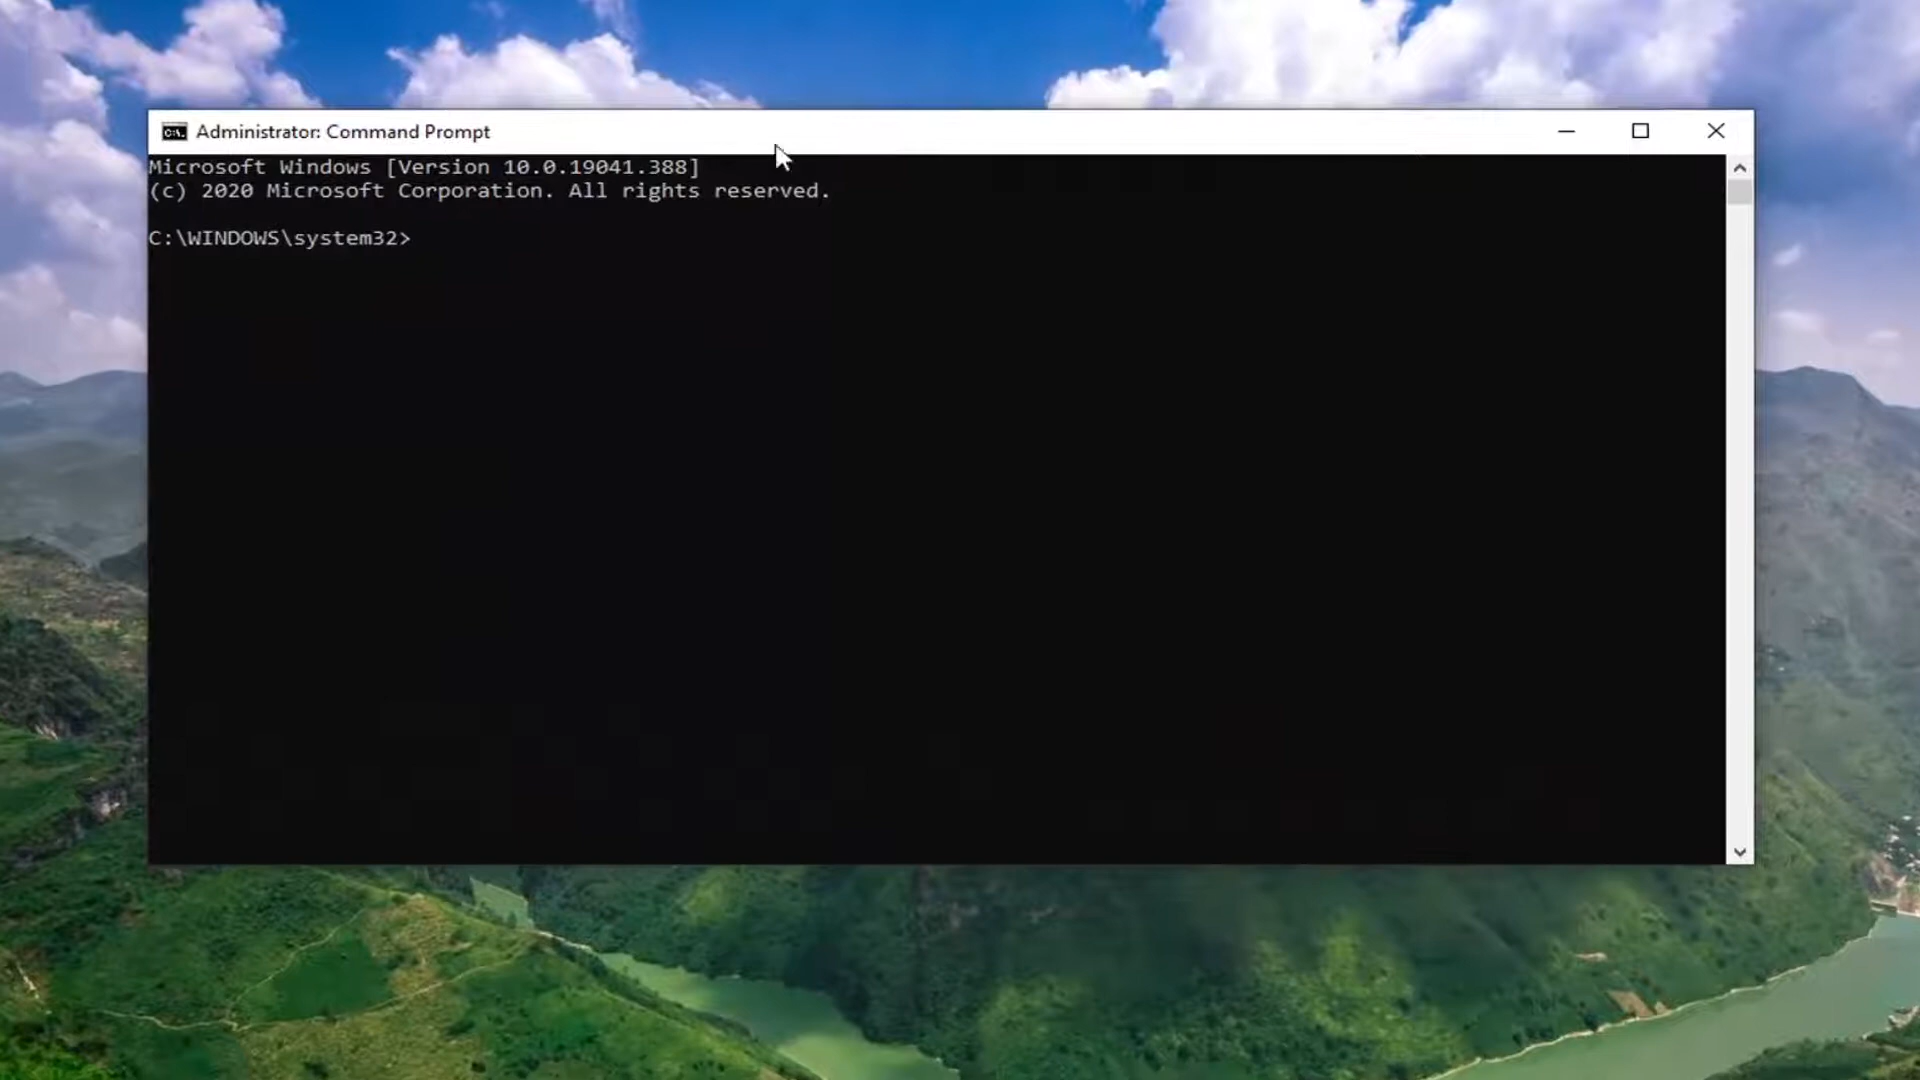 Administrator: Command Prompt
Microsoft Windows [Version 10.0.19041.388]
(c) 2020 Microsoft Corporation. All rights reserved.
C:\WINDOWS\system32>